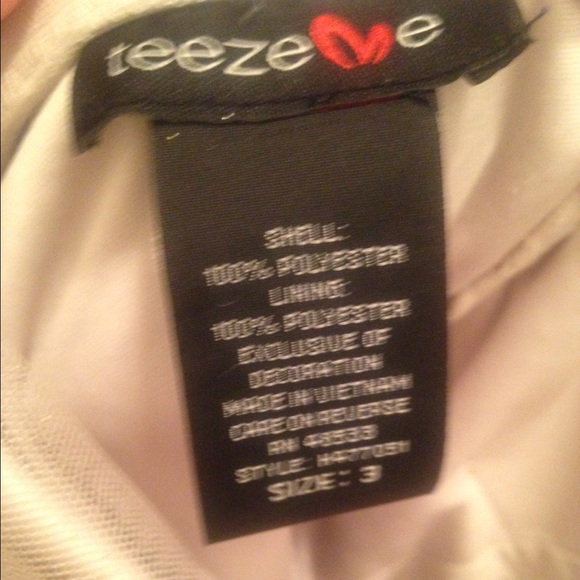 teezeme
SHELL:
100% POLYESTER
LINING:
100% POLYESTER
EXCLUSIVE OF
DECORATION
MADE IN VIETNAM
CARE ON REVERSE
RN 48533
STYLE:
SIZE: 3